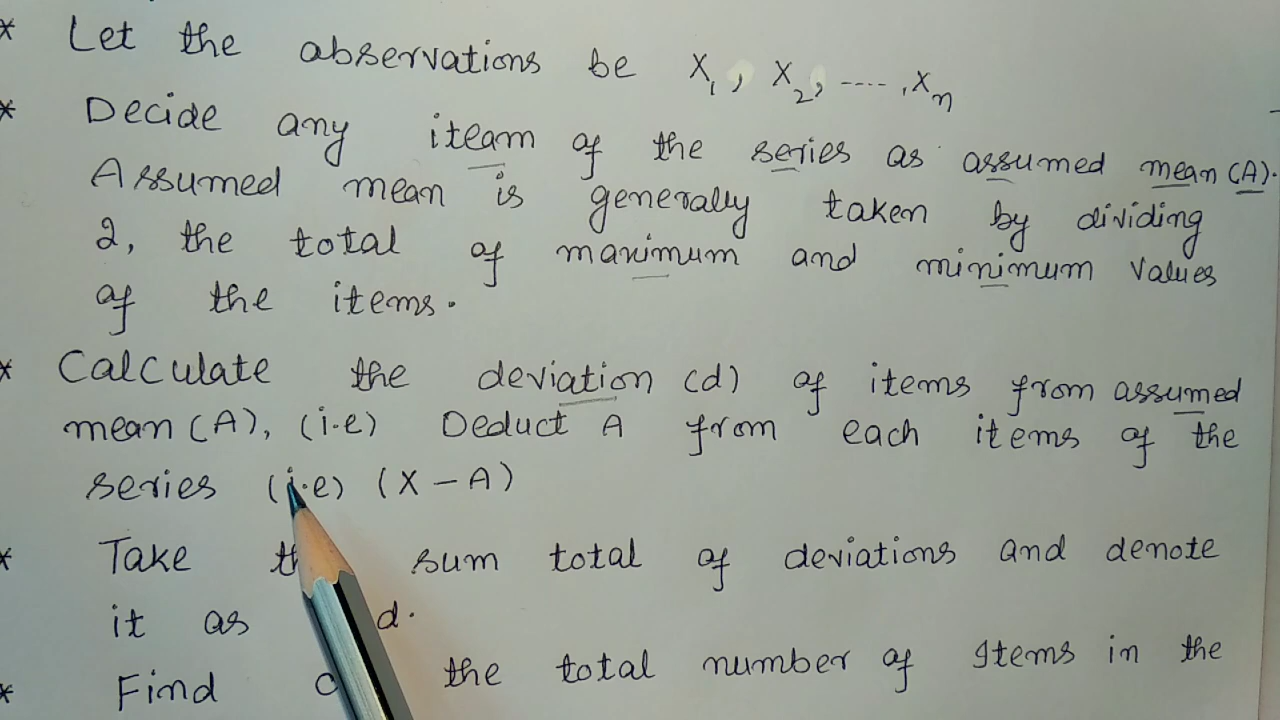 * Let the observations be X₁, X₂, ...., Xₙ
* Decide any iteam of the series as assumed mean (A).
Assumed mean is generally taken by dividing
2, the total of maximum and minimum values
of the items.
* Calculate the deviation (d) of items from assumed
mean (A), (i.e) Deduct A from each items of the
series (i.e) (X - A)
* Take sum total of deviations and denote
it as d.
* Find the total number of Items in the